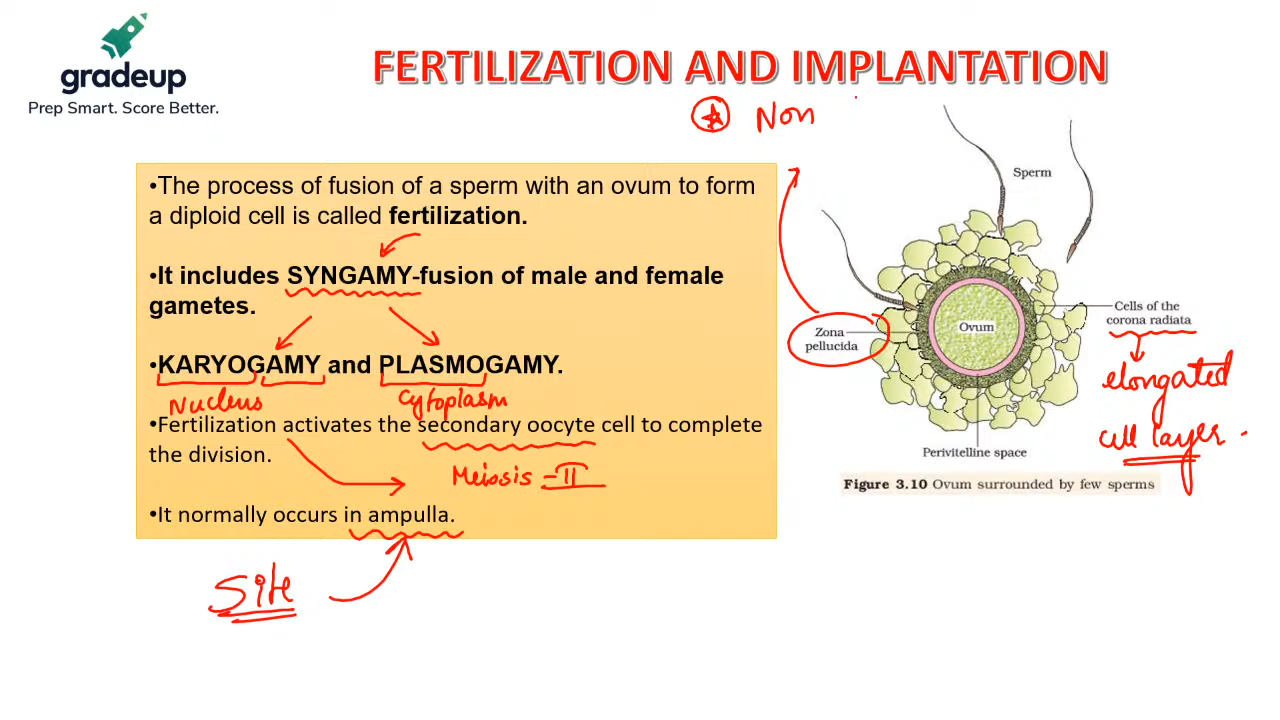 gradeup
Prep Smart. Score Better.
FERTILIZATION AND IMPLANTATION
Non
•The process of fusion of a sperm with an ovum to form
a diploid cell is called fertilization.
•It includes SYNGAMY-fusion of male and female
gametes.
•KARYOGAMY and PLASMOGAMY.
Nucleus
Cytoplasm
•Fertilization activates the secondary oocyte cell to complete
the division.
Meiosis-II
•It normally occurs in ampulla.
Site
Sperm
Zona
pellucida
Ovum
Cells of the
corona radiata
elongated
cell layer.
Perivitelline space
Figure 3.10 Ovum surrounded by few sperms